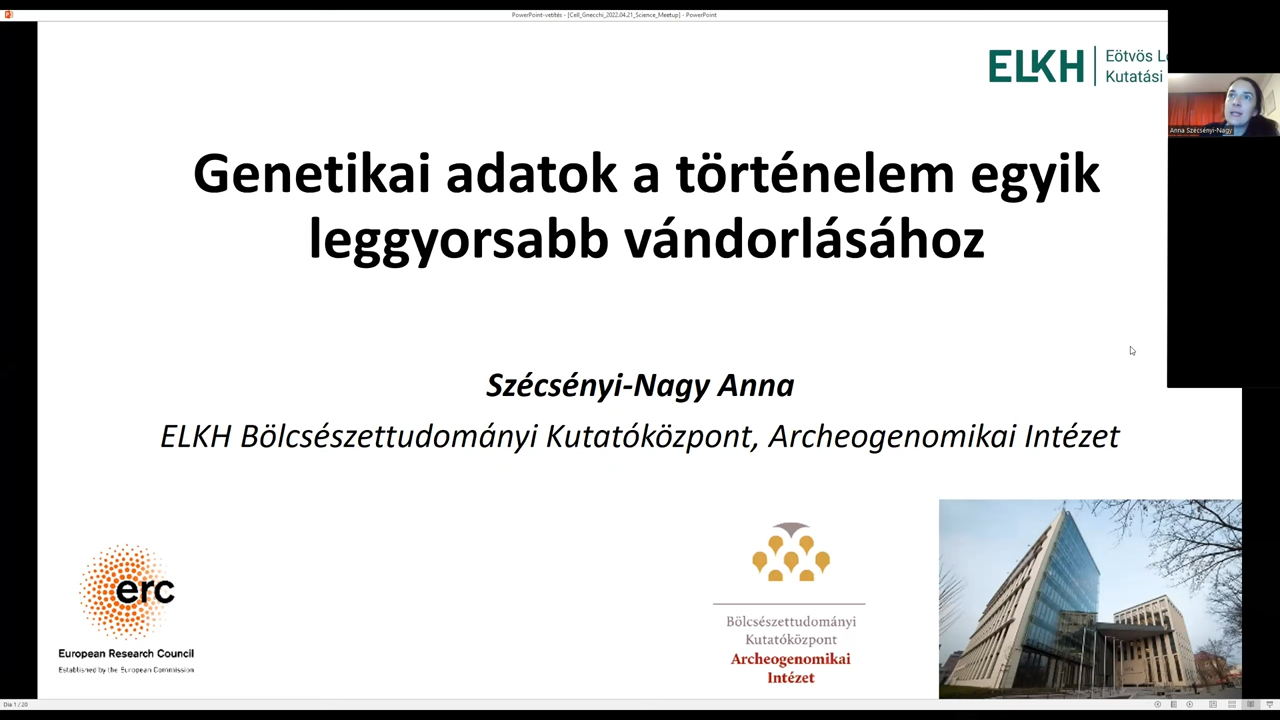 PowerPoint-vetítés - [Cell_Gnecchi_2022.04.21_Science_Meetup] - PowerPoint
ELKH
Eötvös
Kutatási
Anna Szécsényi-Nagy
Genetikai adatok a történelem egyik
leggyorsabb vándorlásához
Szécsényi-Nagy Anna
ELKH Bölcsészettudományi Kutatóközpont, Archeogenomikai Intézet
erc
European Research Council
Established by the European Commission
Bölcsészettudományi
Kutatóközpont
Archeogenomikai
Intézet
Dia 1 / 20